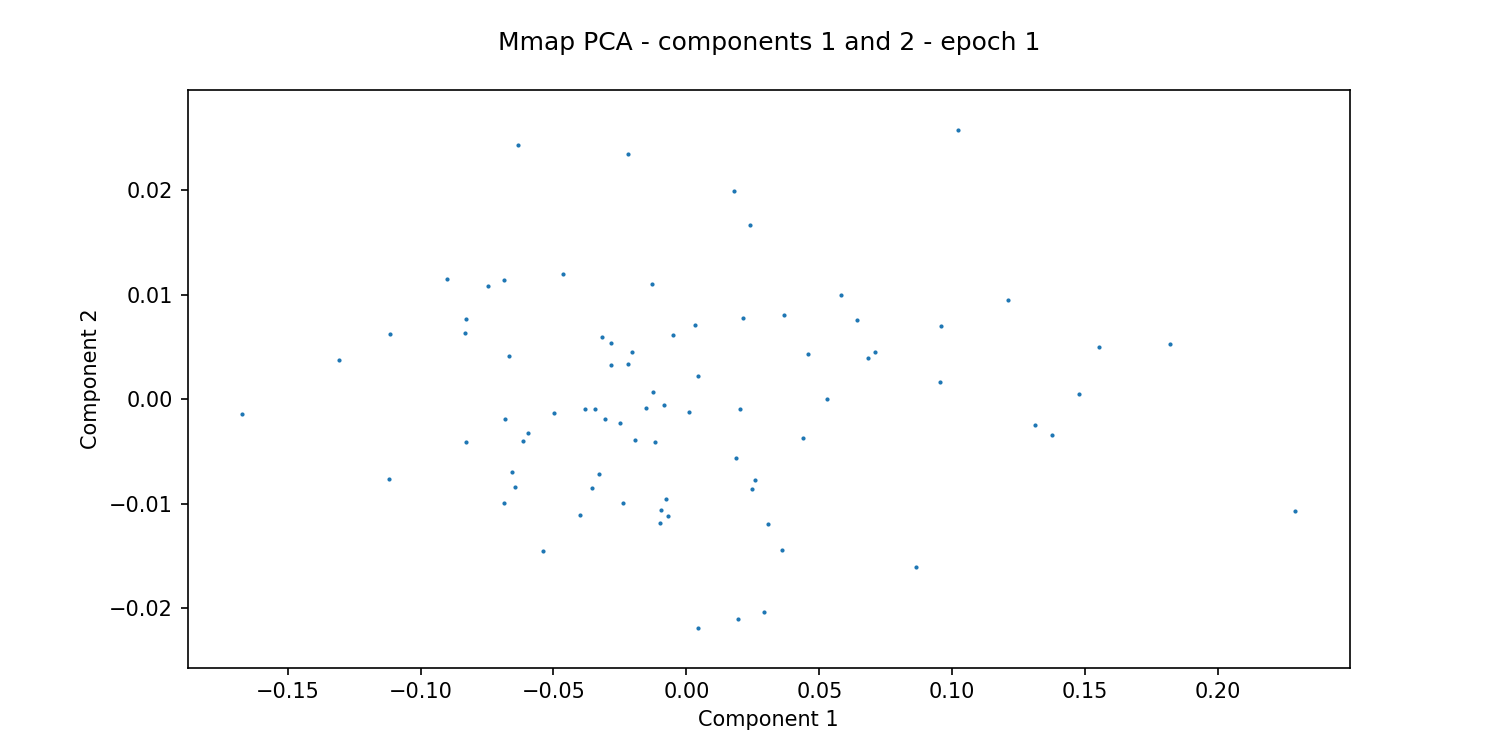 Mmap PCA - components 1 and 2 - epoch 1
0.02
0.01
0.00
−0.01
−0.02
Component 2
−0.15 −0.10 −0.05 0.00 0.05 0.10 0.15 0.20
Component 1